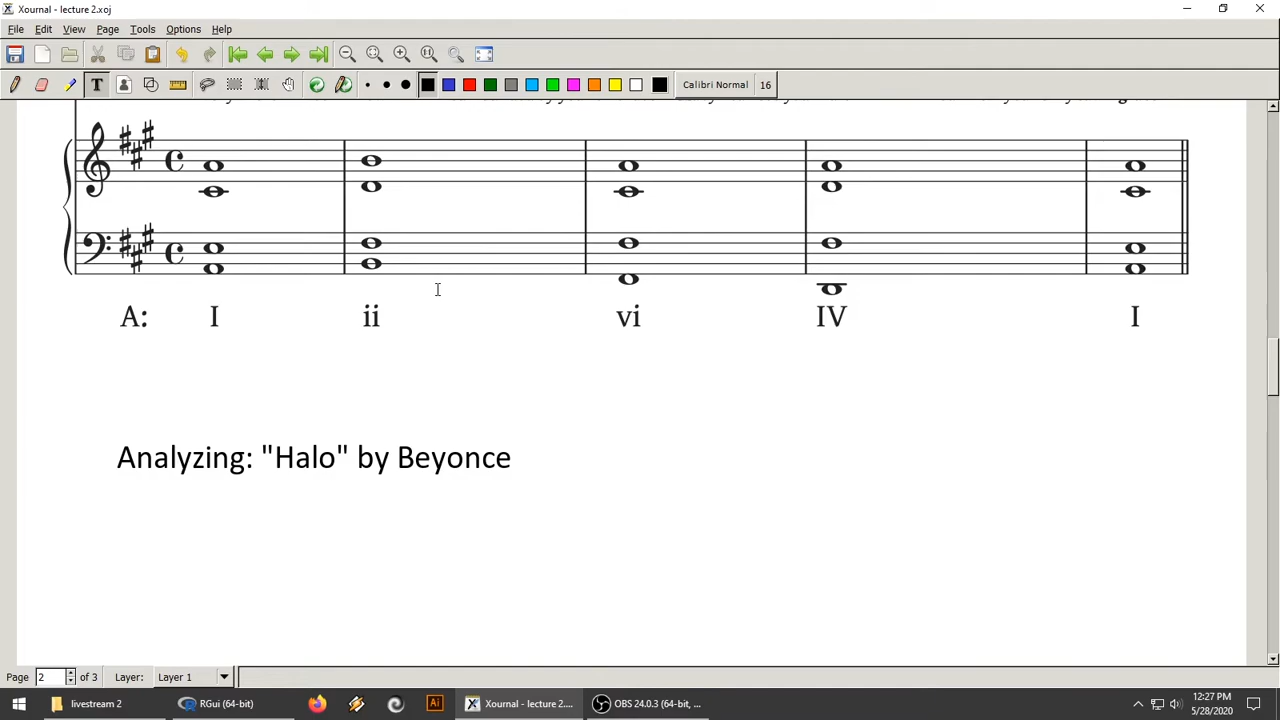 Xournal - lecture 2.xoj
File Edit View Page Tools Options Help
T Calibri Normal 16
A: I ii vi IV I
Analyzing: "Halo" by Beyonce
Page 2 of 3 Layer: Layer 1
livestream 2 RGui (64-bit) Ai Xournal - lecture 2.... OBS 24.0.3 (64-bit, ... 12:27 PM
5/28/2020